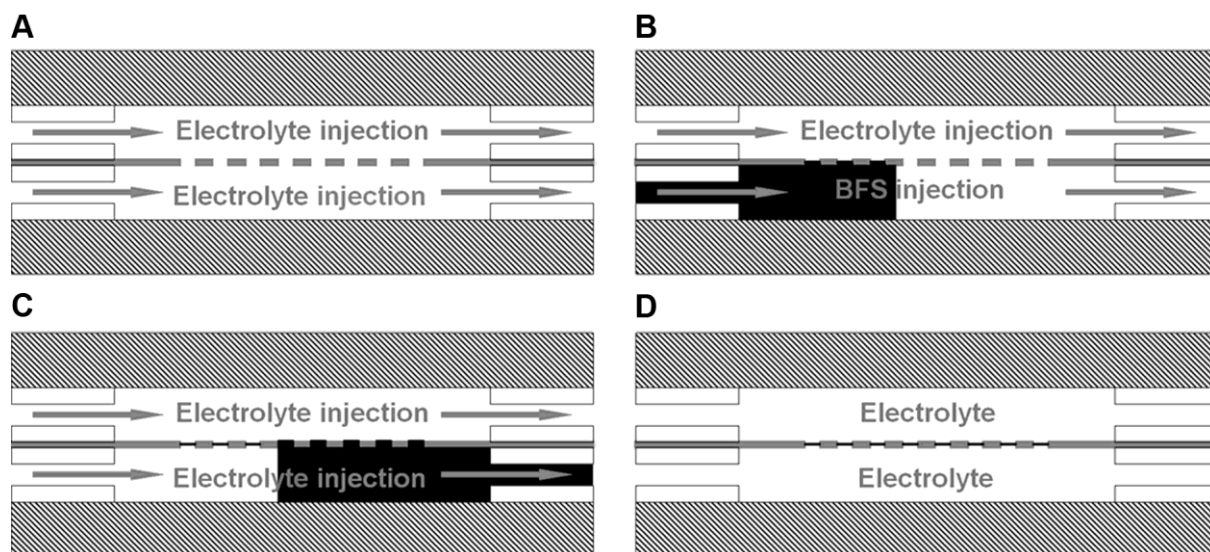 A
Electrolyte injection
Electrolyte injection
B
Electrolyte injection
BFS injection
C
Electrolyte injection
Electrolyte injection
D
Electrolyte
Electrolyte